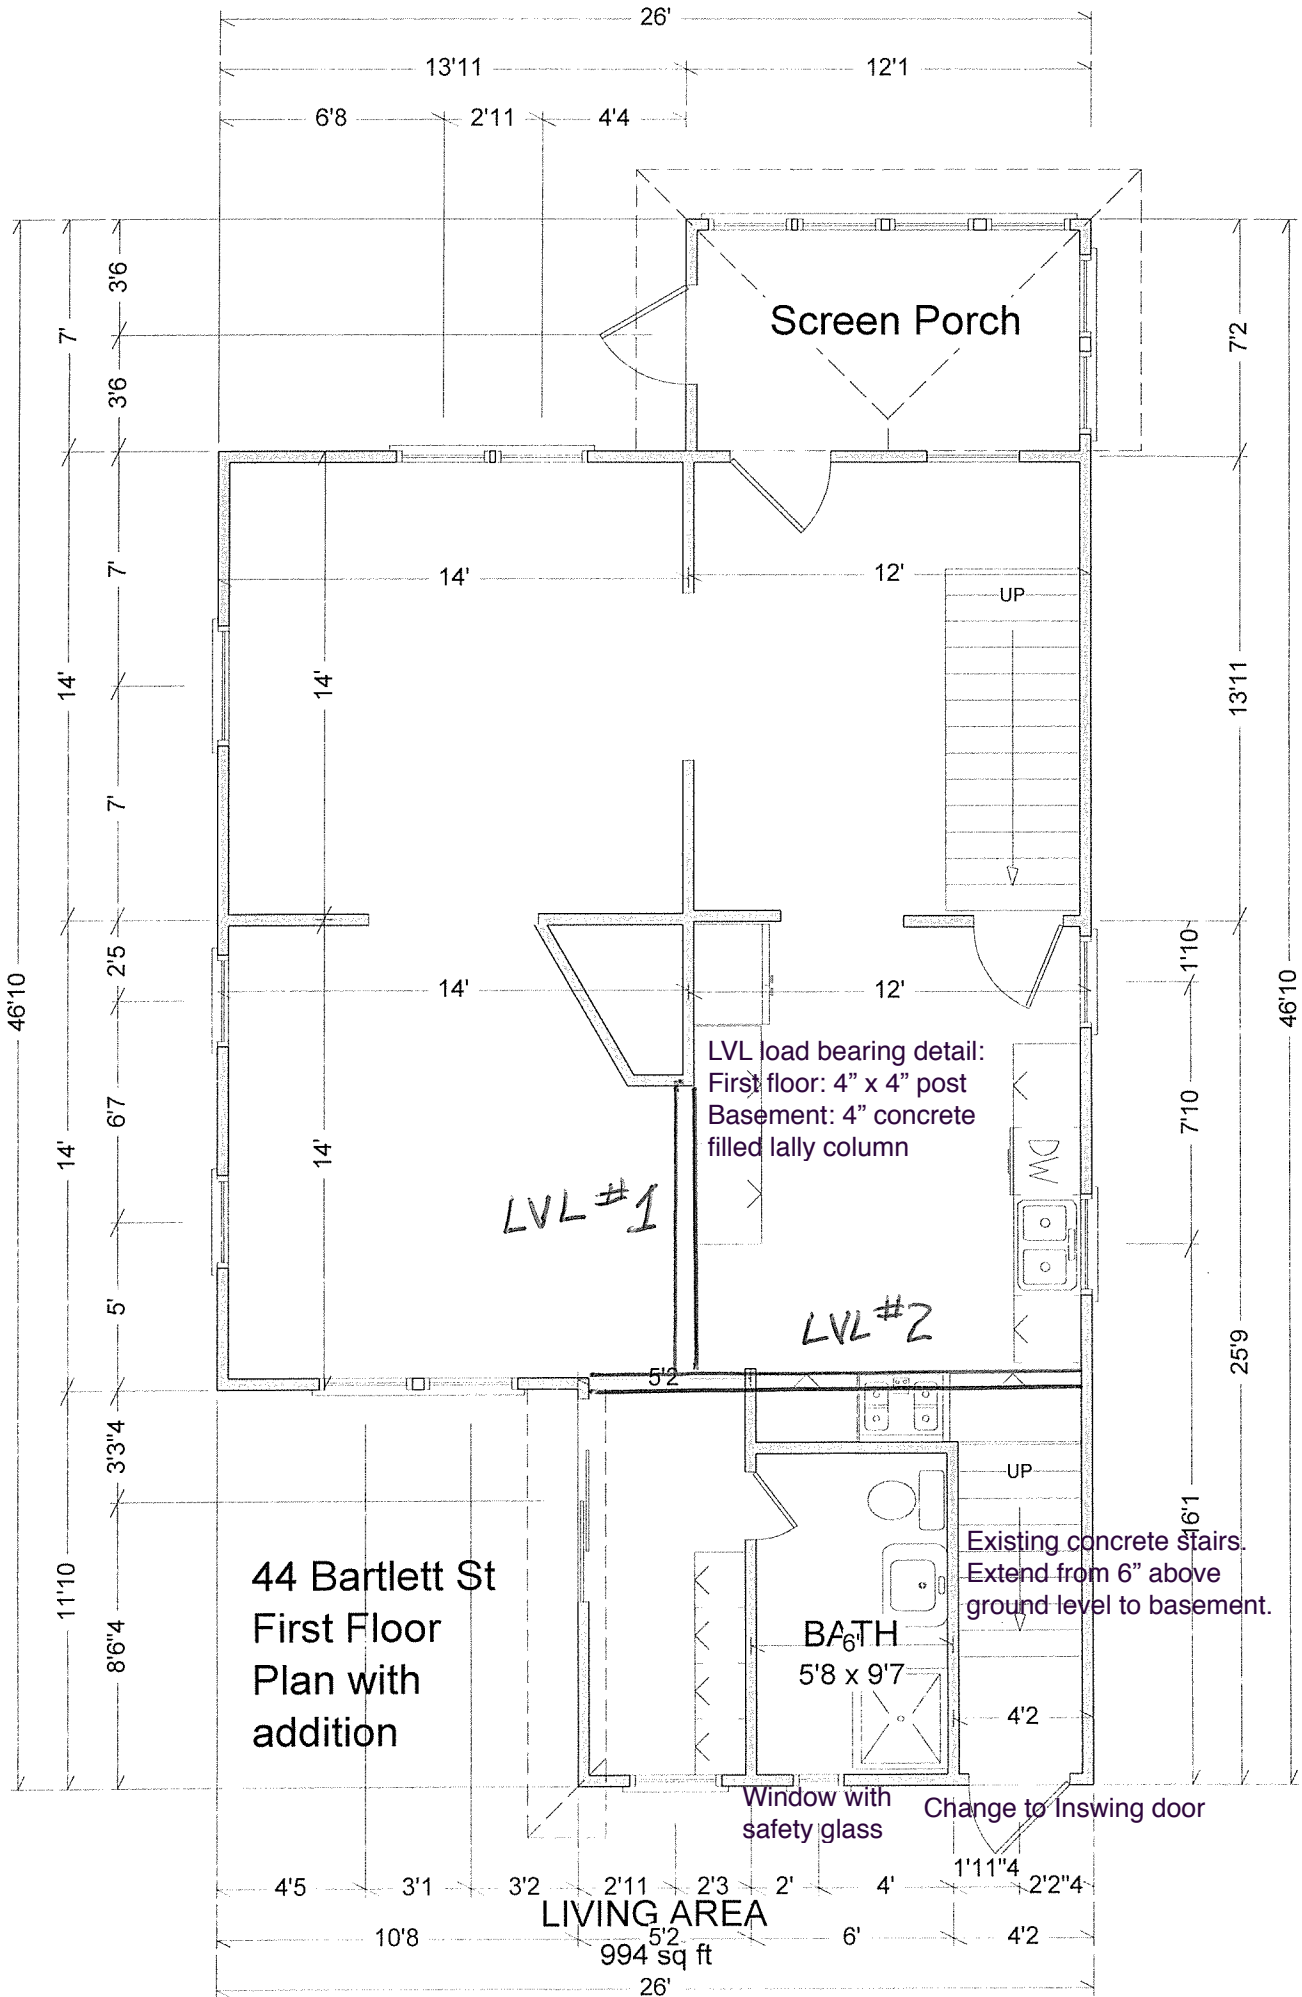 26'
13'11
12'1
6'8
2'11
4'4
3'6
7'
3'6
7'2
Screen Porch
14'
12'
UP
7'
14'
14'
13'11
7'
46'10
46'10
2'5
1'10
14'
12'
LVL load bearing detail:
First floor: 4” x 4” post
Basement: 4” concrete
filled lally column
6'7
14'
14'
7'10
DW
LVL #1
LVL #2
5'
25'9
5'2
3'3"4
UP
16'1
Existing concrete stairs.
Extend from 6” above
ground level to basement.
11'10
8'6"4
44 Bartlett St
First Floor
Plan with
addition
BATH
6'
5'8 x 9'7
4'2
Window with
safety glass
Change to Inswing door
4'5
3'1
3'2
2'11
2'3
2'
4'
1'11"4
2'2"4
LIVING AREA
994 sq ft
10'8
5'2
6'
4'2
26'